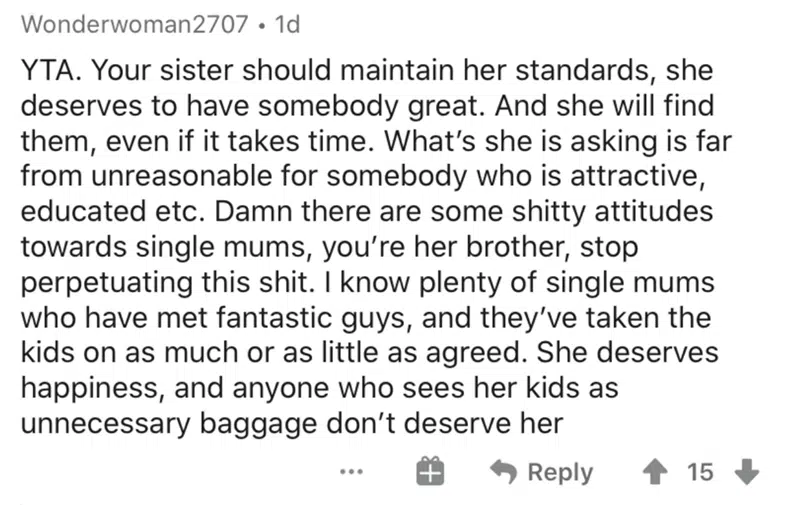 Wonderwoman2707 • 1d
YTA. Your sister should maintain her standards, she
deserves to have somebody great. And she will find
them, even if it takes time. What’s she is asking is far
from unreasonable for somebody who is attractive,
educated etc. Damn there are some shitty attitudes
towards single mums, you’re her brother, stop
perpetuating this shit. I know plenty of single mums
who have met fantastic guys, and they’ve taken the
kids on as much or as little as agreed. She deserves
happiness, and anyone who sees her kids as
unnecessary baggage don’t deserve her
... Reply 15